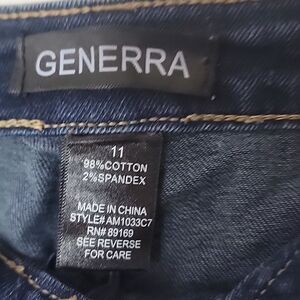 GENERRA
11
98%COTTON
2%SPANDEX
MADE IN CHINA
STYLE# AM1033C7
RN# 89169
SEE REVERSE
FOR CARE